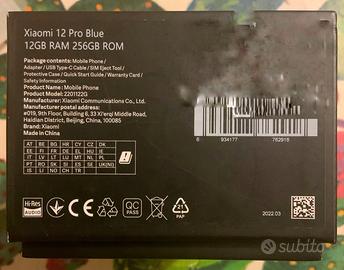 Xiaomi 12 Pro Blue
12GB RAM 256GB ROM
Package contents: Mobile Phone /
Adapter / USB Type-C Cable / SIM Eject Tool /
Protective Case / Quick Start Guide / Warranty Card /
Safety Information
Product Name: Mobile Phone
Product Model: 2201122G
Manufacturer: Xiaomi Communications Co., Ltd.
Manufacturer postal address:
#019, 9th Floor, Building 6, 33 Xi'erqi Middle Road,
Haidian District, Beijing, China, 100085
Brand: Xiaomi
Made in China
6 934177 762918
AT BE BG HR CY CZ DK
EE FI FR DE EL HU IE
IT LV LT LU MT NL PL
PT RO SK SI ES SE UK(NI)
IS LI NO CH TR
Hi-Res
AUDIO
QC
PASS
21
PAP
2022.03
subito